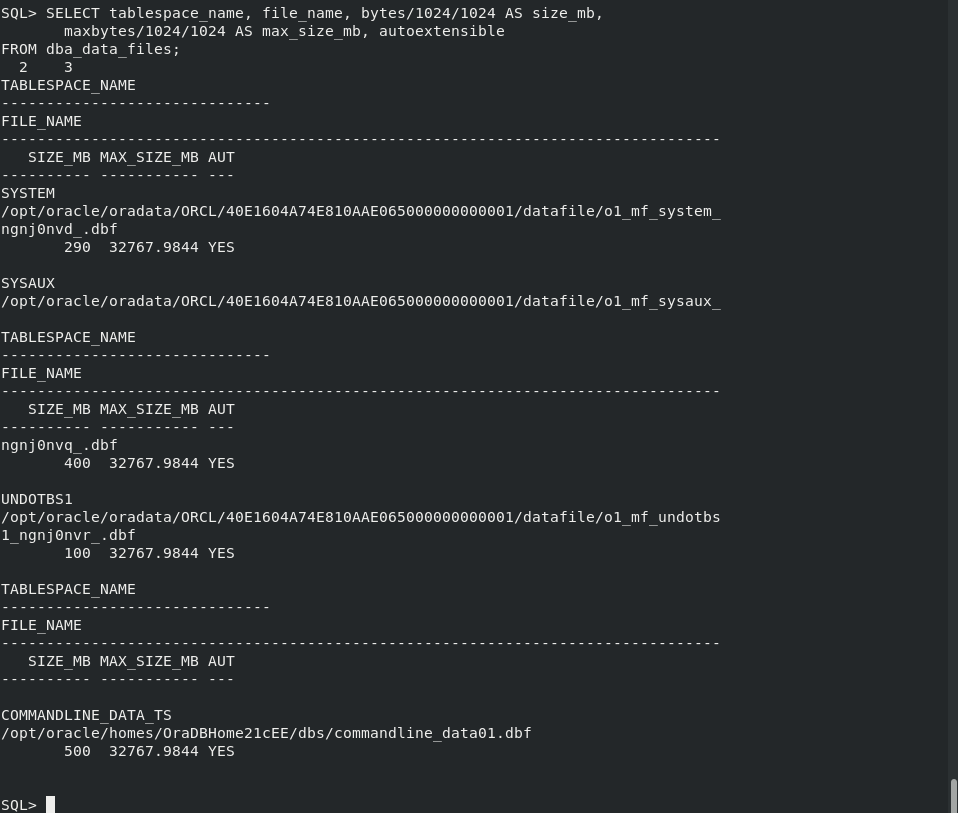 SQL> SELECT tablespace_name, file_name, bytes/1024/1024 AS size_mb,
       maxbytes/1024/1024 AS max_size_mb, autoextensible
FROM dba_data_files;
  2    3
TABLESPACE_NAME
------------------------------
FILE_NAME
--------------------------------------------------------------------------------
   SIZE_MB MAX_SIZE_MB AUT
---------- ----------- ---
SYSTEM
/opt/oracle/oradata/ORCL/40E1604A74E810AAE065000000000001/datafile/o1_mf_system_
ngnj0nvd_.dbf
       290  32767.9844 YES

SYSAUX
/opt/oracle/oradata/ORCL/40E1604A74E810AAE065000000000001/datafile/o1_mf_sysaux_

TABLESPACE_NAME
------------------------------
FILE_NAME
--------------------------------------------------------------------------------
   SIZE_MB MAX_SIZE_MB AUT
---------- ----------- ---
ngnj0nvq_.dbf
       400  32767.9844 YES

UNDOTBS1
/opt/oracle/oradata/ORCL/40E1604A74E810AAE065000000000001/datafile/o1_mf_undotbs
1_ngnj0nvr_.dbf
       100  32767.9844 YES

TABLESPACE_NAME
------------------------------
FILE_NAME
--------------------------------------------------------------------------------
   SIZE_MB MAX_SIZE_MB AUT
---------- ----------- ---

COMMANDLINE_DATA_TS
/opt/oracle/homes/OraDBHome21cEE/dbs/commandline_data01.dbf
       500  32767.9844 YES


SQL>